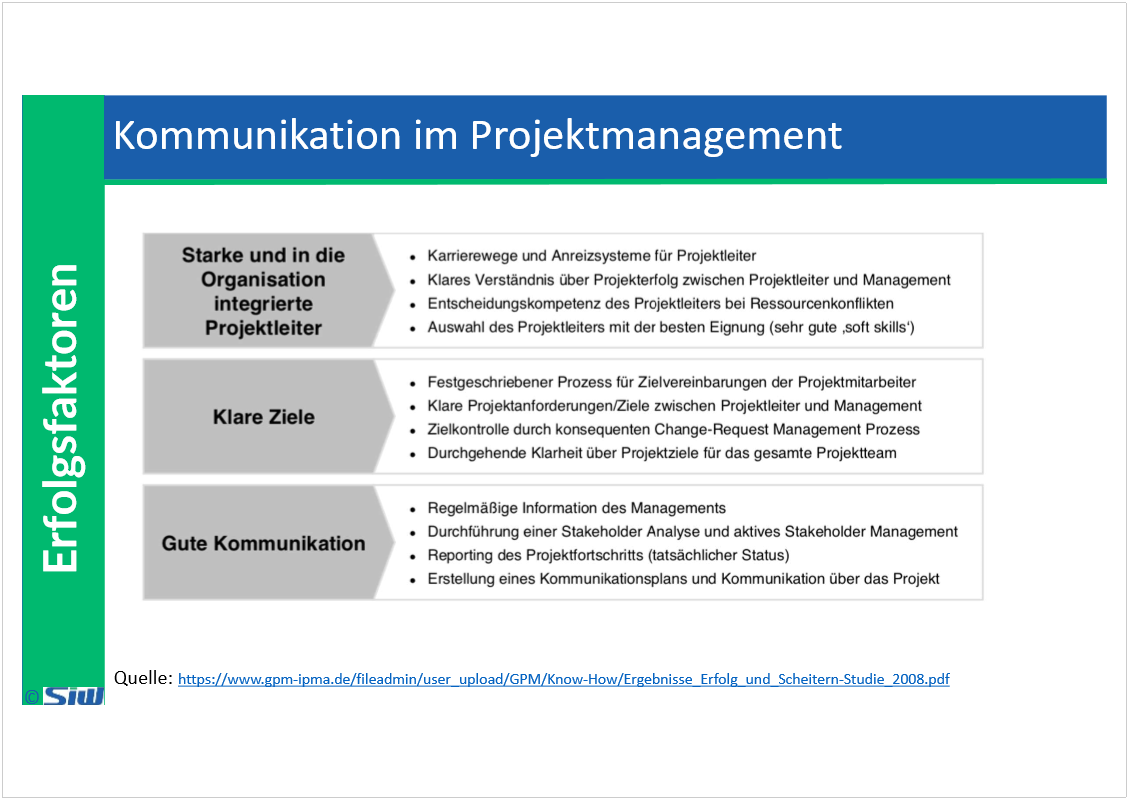 Kommunikation im Projektmanagement
Erfolgsfaktoren
Starke und in die
Organisation
integrierte
Projektleiter
• Karrierewege und Anreizsysteme für Projektleiter
• Klares Verständnis über Projekterfolg zwischen Projektleiter und Management
• Entscheidungskompetenz des Projektleiters bei Ressourcenkonflikten
• Auswahl des Projektleiters mit der besten Eignung (sehr gute ‚soft skills‘)
Klare Ziele
• Festgeschriebener Prozess für Zielvereinbarungen der Projektmitarbeiter
• Klare Projektanforderungen/Ziele zwischen Projektleiter und Management
• Zielkontrolle durch konsequenten Change-Request Management Prozess
• Durchgehende Klarheit über Projektziele für das gesamte Projektteam
Gute Kommunikation
• Regelmäßige Information des Managements
• Durchführung einer Stakeholder Analyse und aktives Stakeholder Management
• Reporting des Projektfortschritts (tatsächlicher Status)
• Erstellung eines Kommunikationsplans und Kommunikation über das Projekt
Quelle: https://www.gpm-ipma.de/fileadmin/user_upload/GPM/Know-How/Ergebnisse_Erfolg_und_Scheitern-Studie_2008.pdf
© SiW